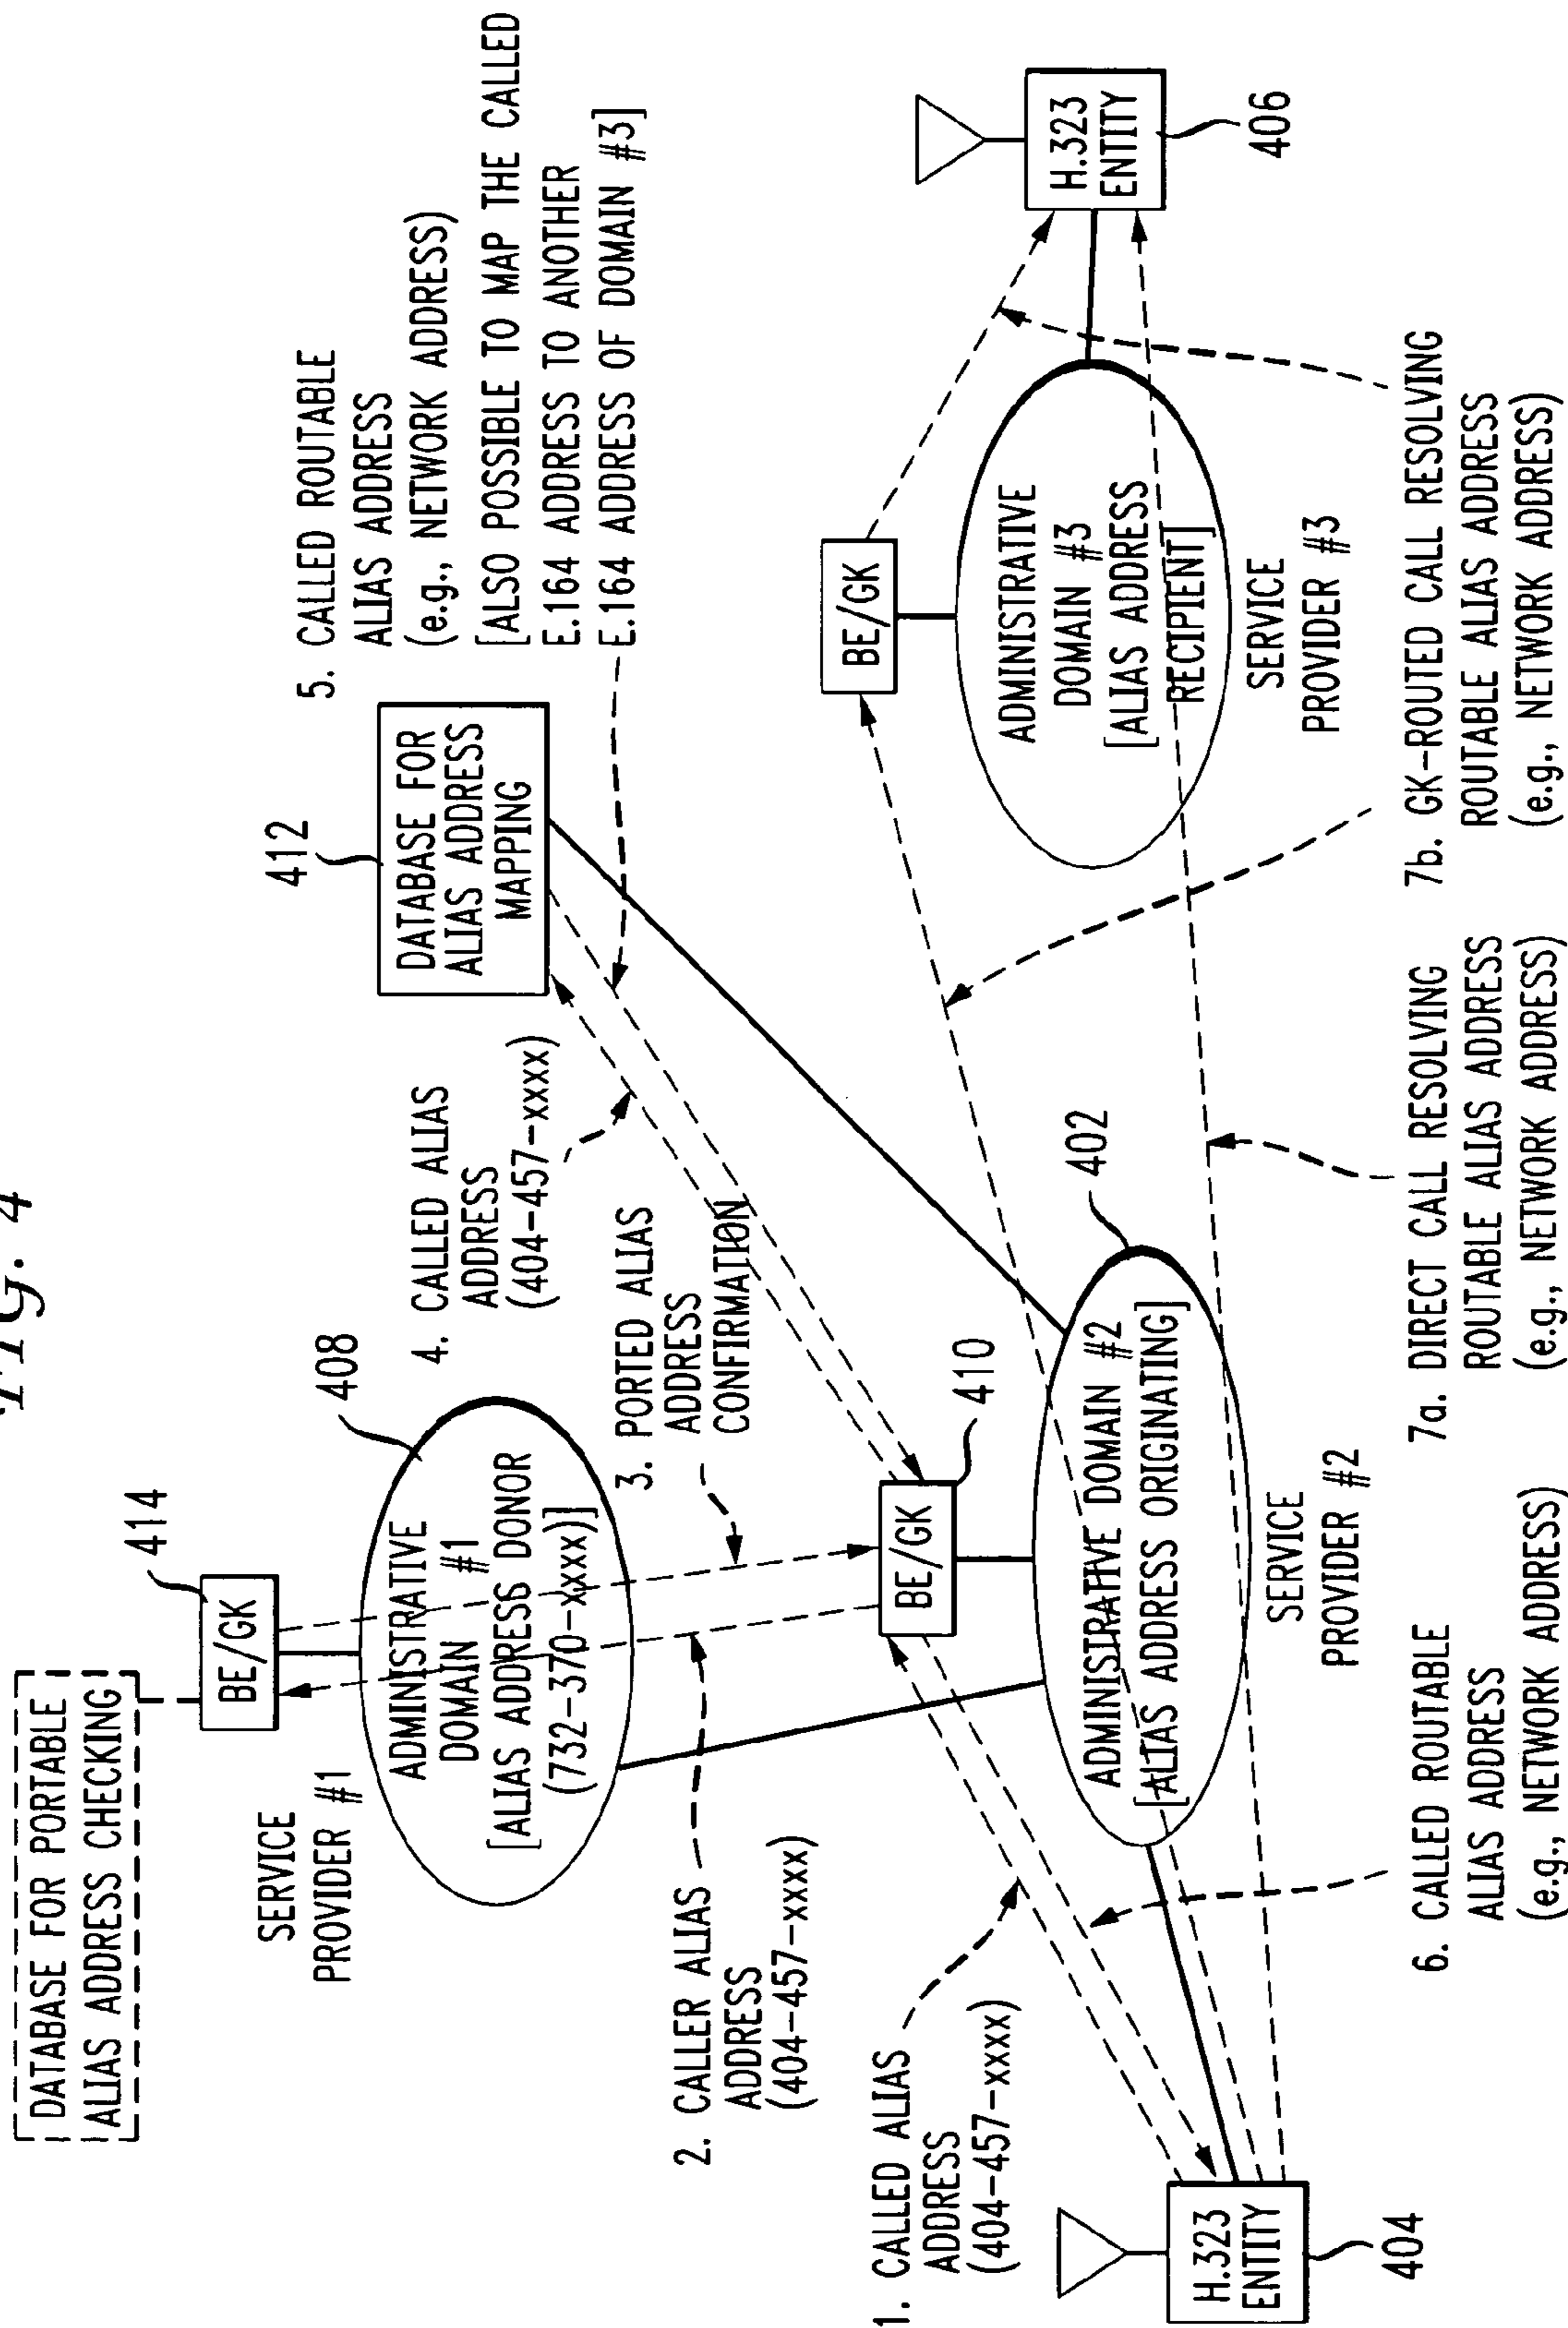 FIG. 4
DATABASE FOR PORTABLE
ALIAS ADDRESS CHECKING
414
BE/GK
SERVICE
PROVIDER #1
408
ADMINISTRATIVE
DOMAIN #1
[ALIAS ADDRESS DONOR
(732-370-xxxx)]
412
DATABASE FOR
ALIAS ADDRESS
MAPPING
5. CALLED ROUTABLE
ALIAS ADDRESS
(e.g., NETWORK ADDRESS)
[ALSO POSSIBLE TO MAP THE CALLED
E.164 ADDRESS TO ANOTHER
E.164 ADDRESS OF DOMAIN #3]
4. CALLED ALIAS
ADDRESS
(404-457-xxxx)
3. PORTED ALIAS
ADDRESS
CONFIRMATION
2. CALLER ALIAS
ADDRESS
(404-457-xxxx)
1. CALLED ALIAS
ADDRESS
(404-457-xxxx)
BE/GK
410
402
ADMINISTRATIVE DOMAIN #2
[ALIAS ADDRESS ORIGINATING]
SERVICE
PROVIDER #2
BE/GK
ADMINISTRATIVE
DOMAIN #3
[ALIAS ADDRESS
RECIPIENT]
SERVICE
PROVIDER #3
H.323
ENTITY
406
H.323
ENTITY
404
6. CALLED ROUTABLE
ALIAS ADDRESS
(e.g., NETWORK ADDRESS)
7a. DIRECT CALL RESOLVING
ROUTABLE ALIAS ADDRESS
(e.g., NETWORK ADDRESS)
7b. GK-ROUTED CALL RESOLVING
ROUTABLE ALIAS ADDRESS
(e.g., NETWORK ADDRESS)